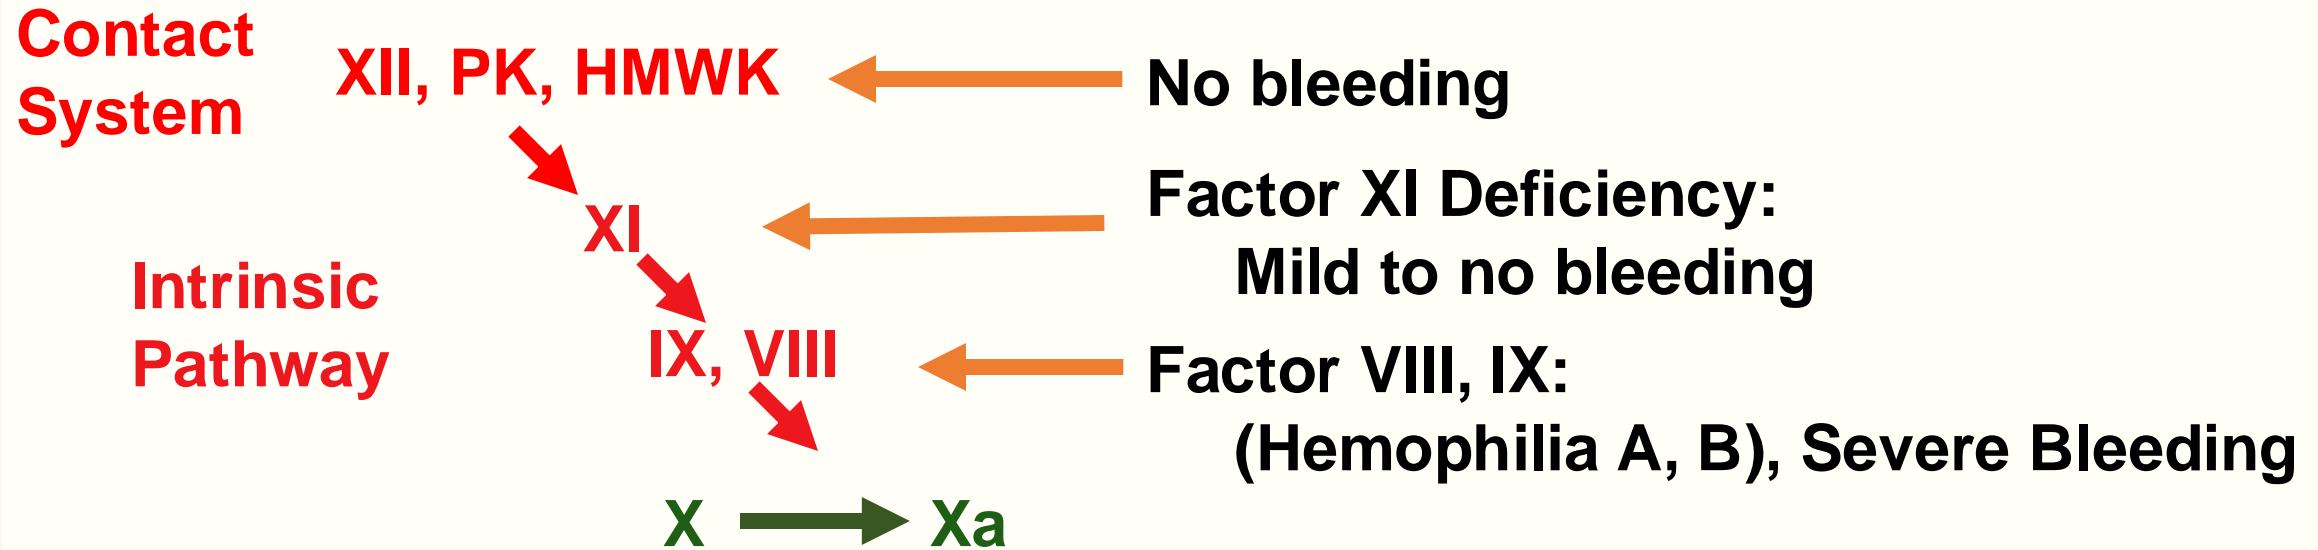 Contact
System
XII, PK, HMWK
No bleeding
XI
Factor XI Deficiency:
Mild to no bleeding
Intrinsic
Pathway
IX, VIII
Factor VIII, IX:
(Hemophilia A, B), Severe Bleeding
X
Xa